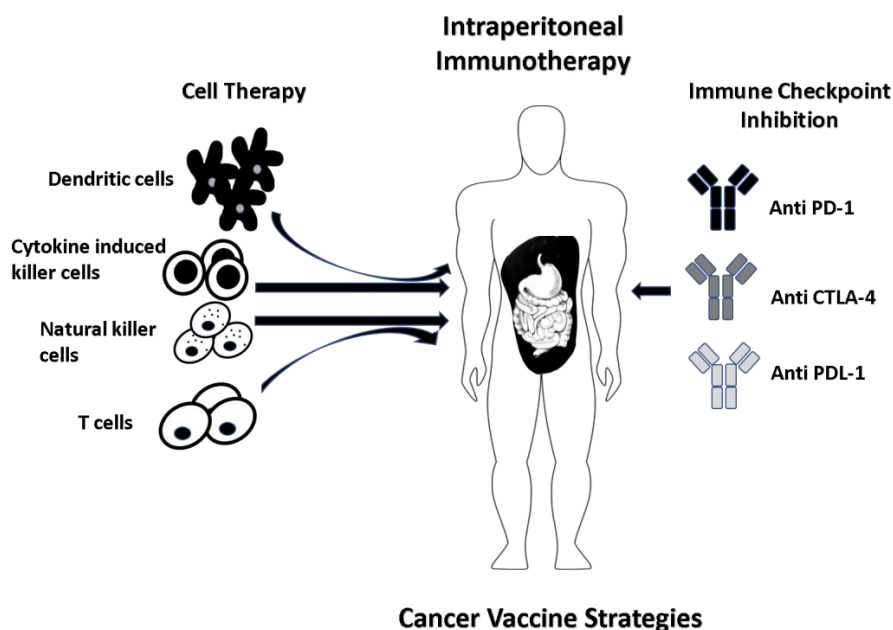 Intraperitoneal
Immunotherapy
Cell Therapy
Dendritic cells
Cytokine induced
killer cells
Natural killer
cells
T cells
Immune Checkpoint
Inhibition
Anti PD-1
Anti CTLA-4
Anti PDL-1
Cancer Vaccine Strategies